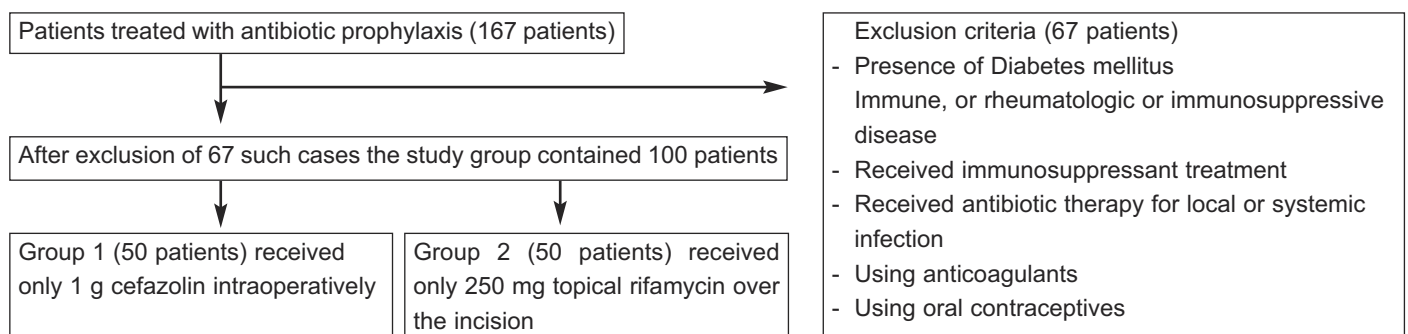 Patients treated with antibiotic prophylaxis (167 patients)
After exclusion of 67 such cases the study group contained 100 patients
Group 1 (50 patients) received
only 1 g cefazolin intraoperatively
Group 2 (50 patients) received
only 250 mg topical rifamycin over
the incision
Exclusion criteria (67 patients)
- Presence of Diabetes mellitus
Immune, or rheumatologic or immunosuppressive
disease
- Received immunosuppressant treatment
- Received antibiotic therapy for local or systemic
infection
- Using anticoagulants
- Using oral contraceptives